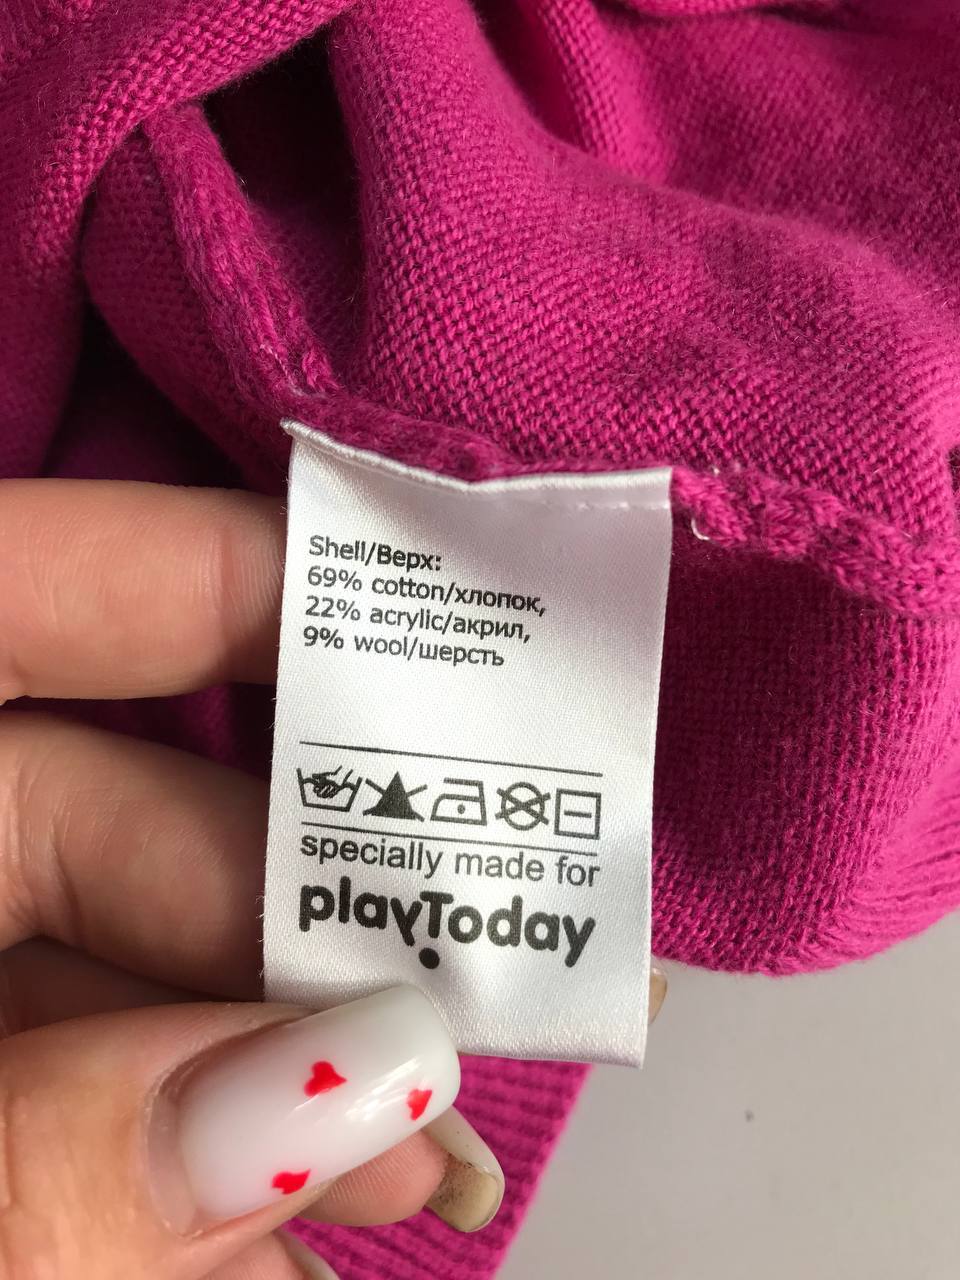 Shell/Верх:
69% cotton/хлопок,
22% acrylic/акрил,
9% wool/шерсть
specially made for
playToday